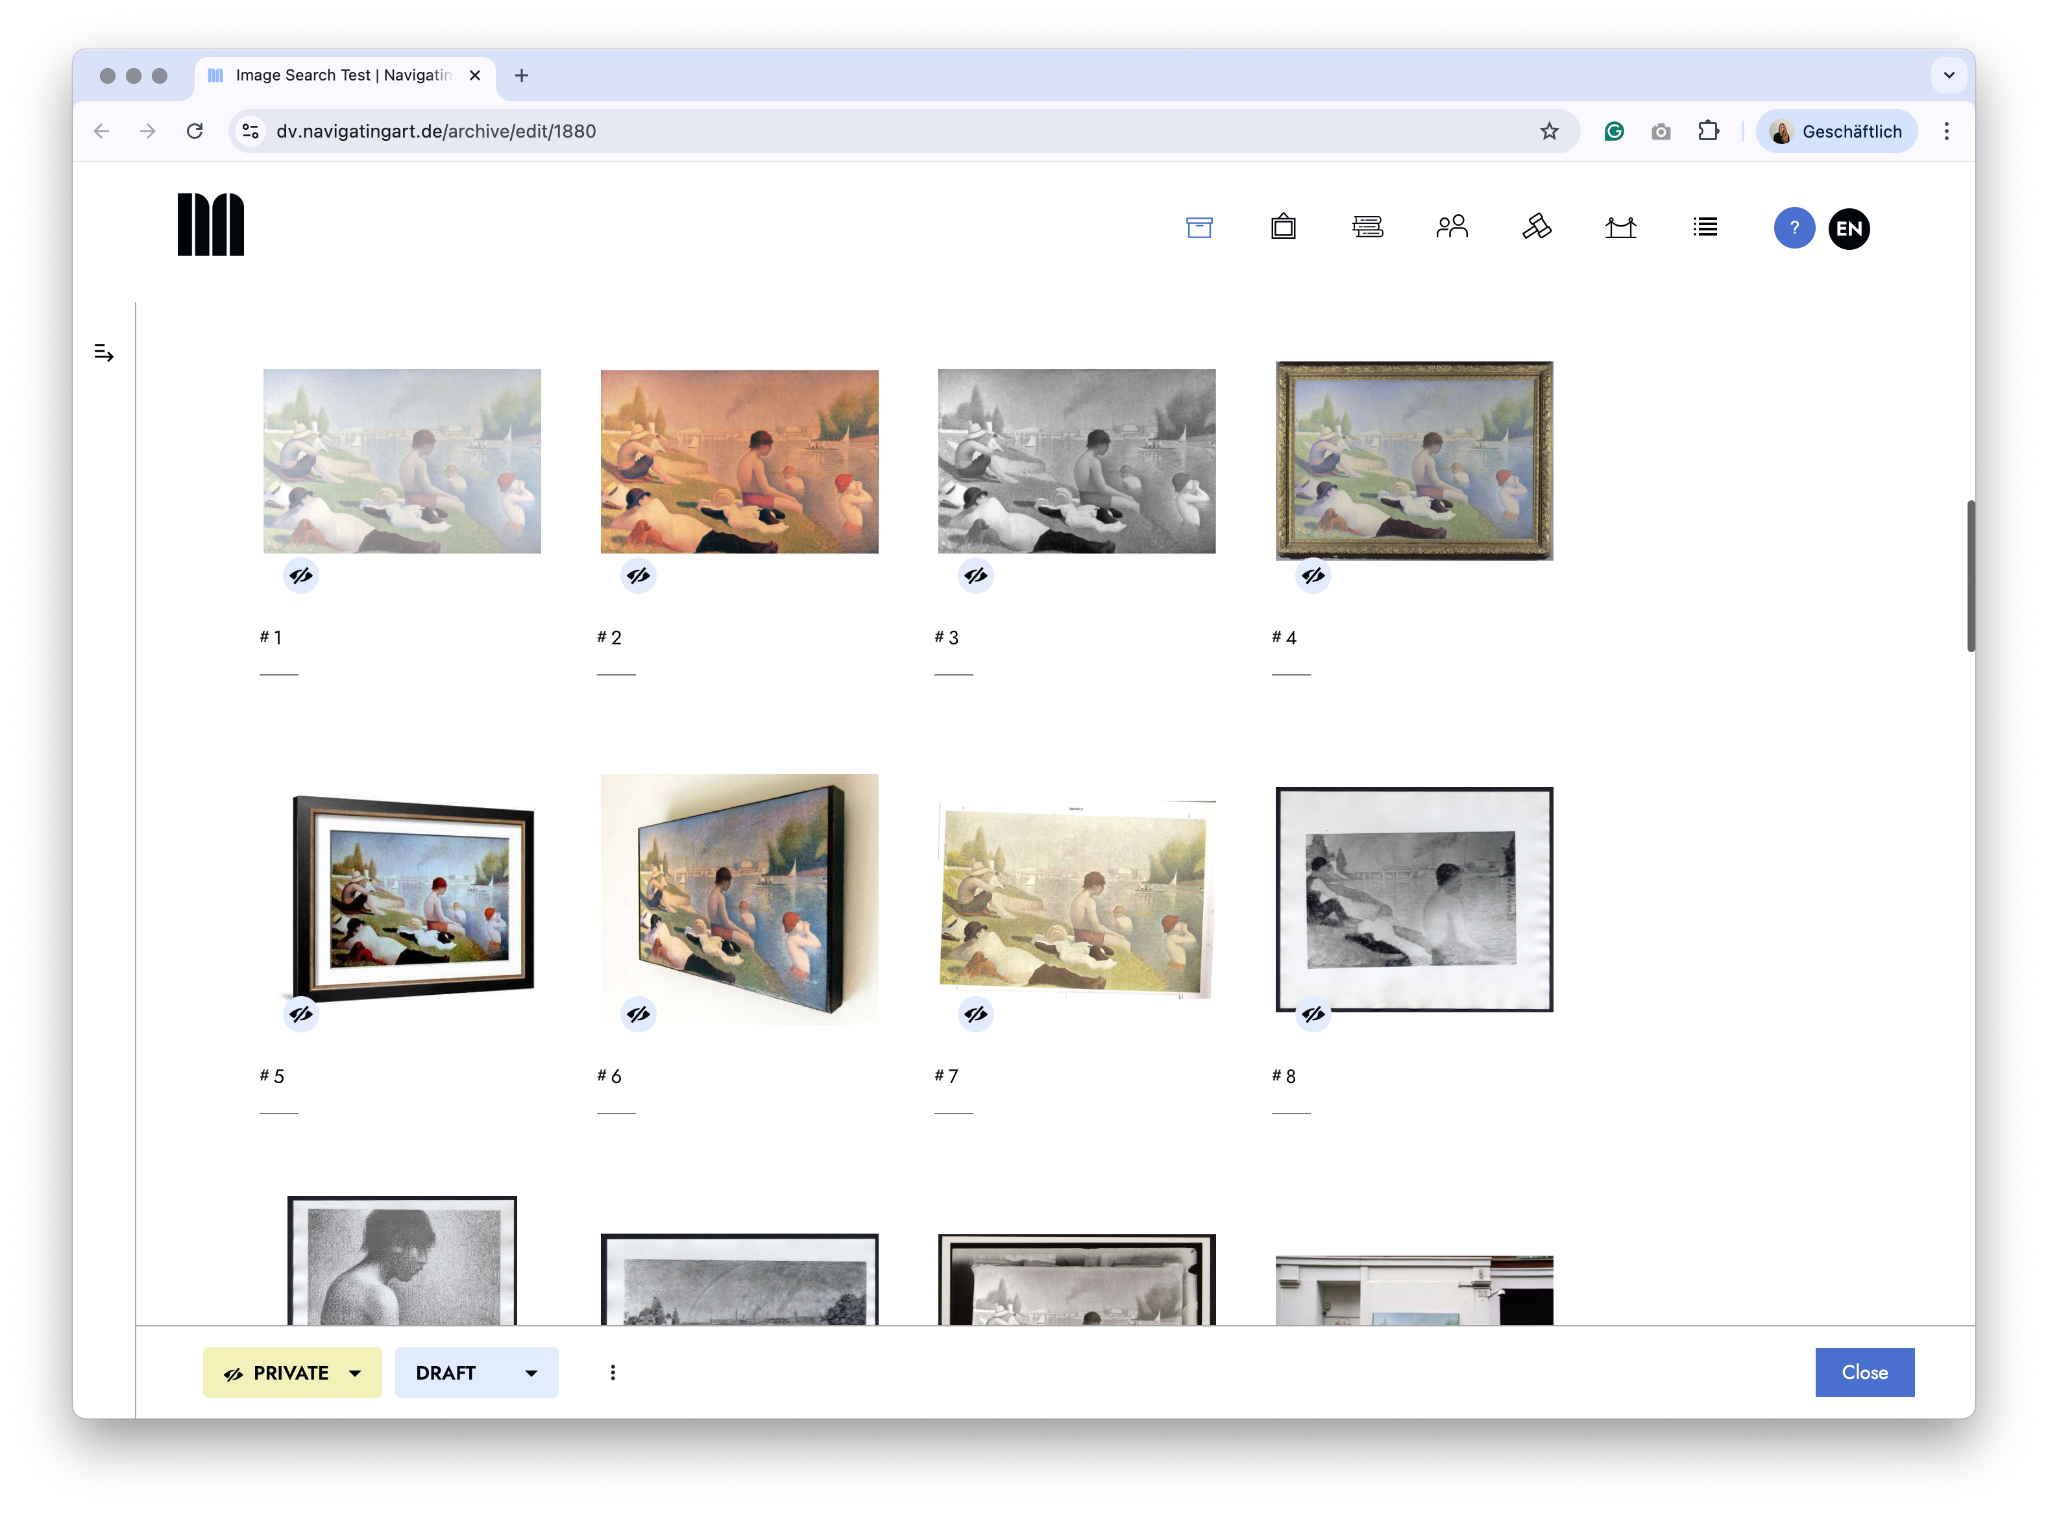 Image Search Test | Navigatin
dv.navigatingart.de/archive/edit/1880
Geschäftlich
?
EN
# 1
# 2
# 3
# 4
# 5
# 6
# 7
# 8
PRIVATE
DRAFT
Close